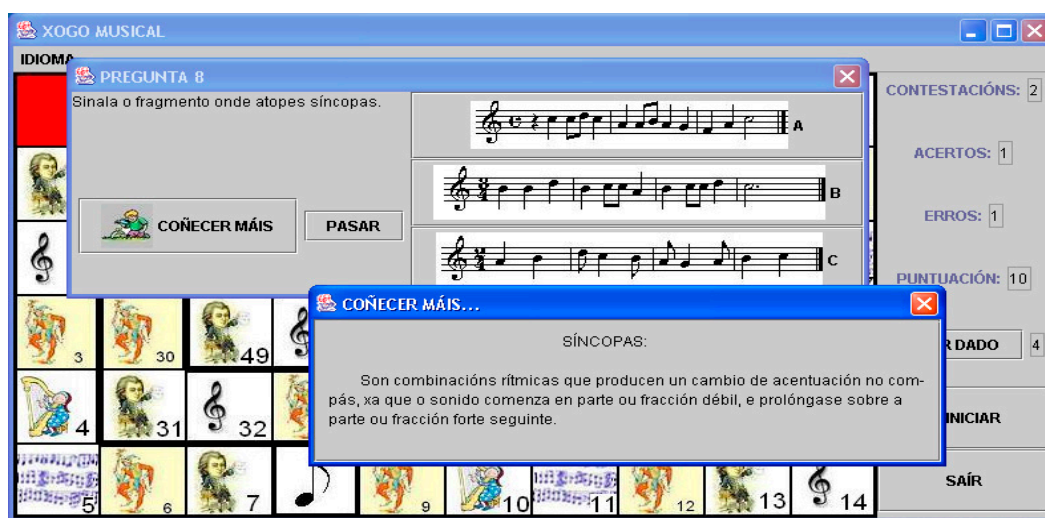 XOGO MUSICAL
IDIOMA
PREGUNTA 8
Sinala o fragmento onde atopes síncopas.
COÑECER MÁIS
PASAR
A
B
C
CONTESTACIÓNS: 2
ACERTOS: 1
ERROS: 1
PUNTUACIÓN: 10
R DADO 4
INICIAR
SAÍR
COÑECER MÁIS...
SÍNCOPAS:
Son combinacións rítmicas que producen un cambio de acentuación no com-
pás, xa que o sonido comenza en parte ou fracción débil, e prolóngase sobre a
parte ou fracción forte seguinte.
3 30 49
4 31 32
5 6 7 9 10 11 12 13 14